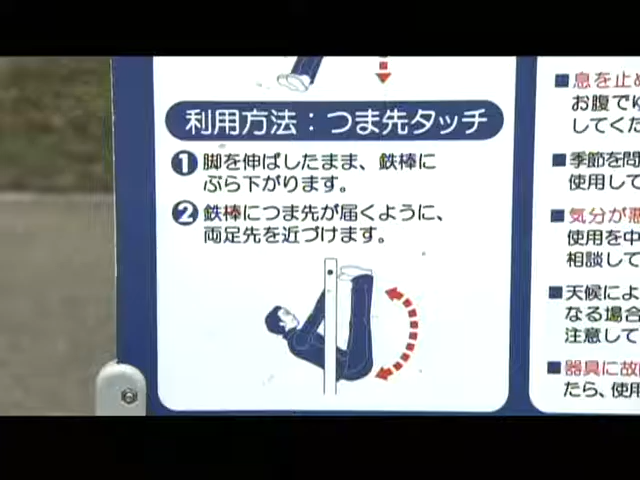 利用方法：つま先タッチ
1 脚を伸ばしたまま、鉄棒に
ぶら下がります。
2 鉄棒につま先が届くように、
両足先を近づけます。
■息を止め
お腹でゆ
してくだ
■季節を問
使用して
■気分が悪
使用を中
相談して
■天候によ
なる場合
注意して
■器具に故
たら、使用